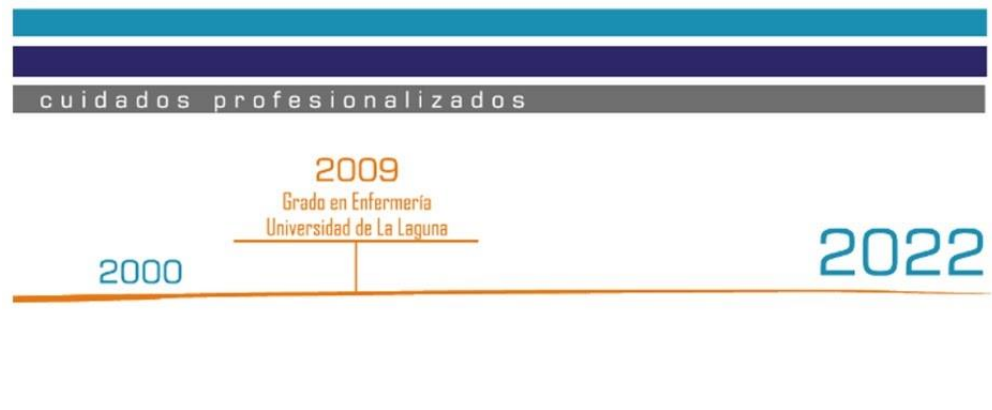 cuidados profesionalizados
2009
Grado en Enfermería
Universidad de La Laguna
2000
2022